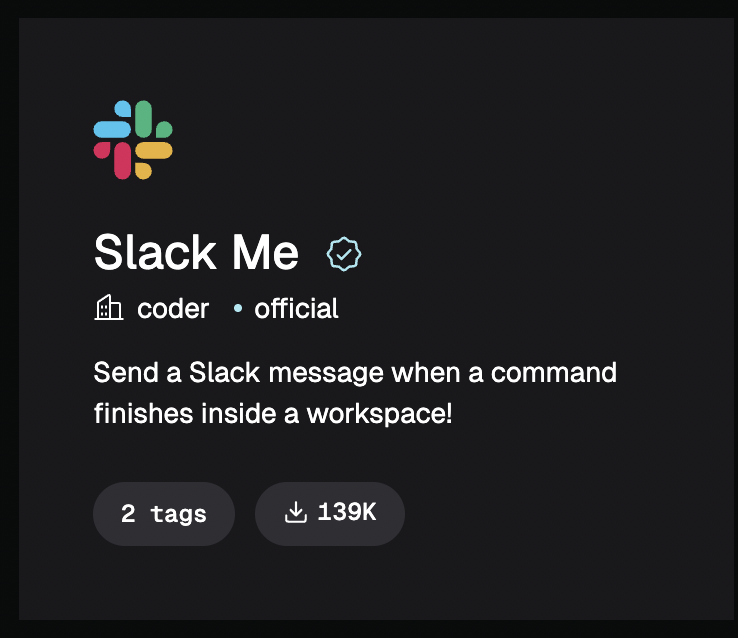 Slack Me
coder • official
Send a Slack message when a command
finishes inside a workspace!
2 tags 139K